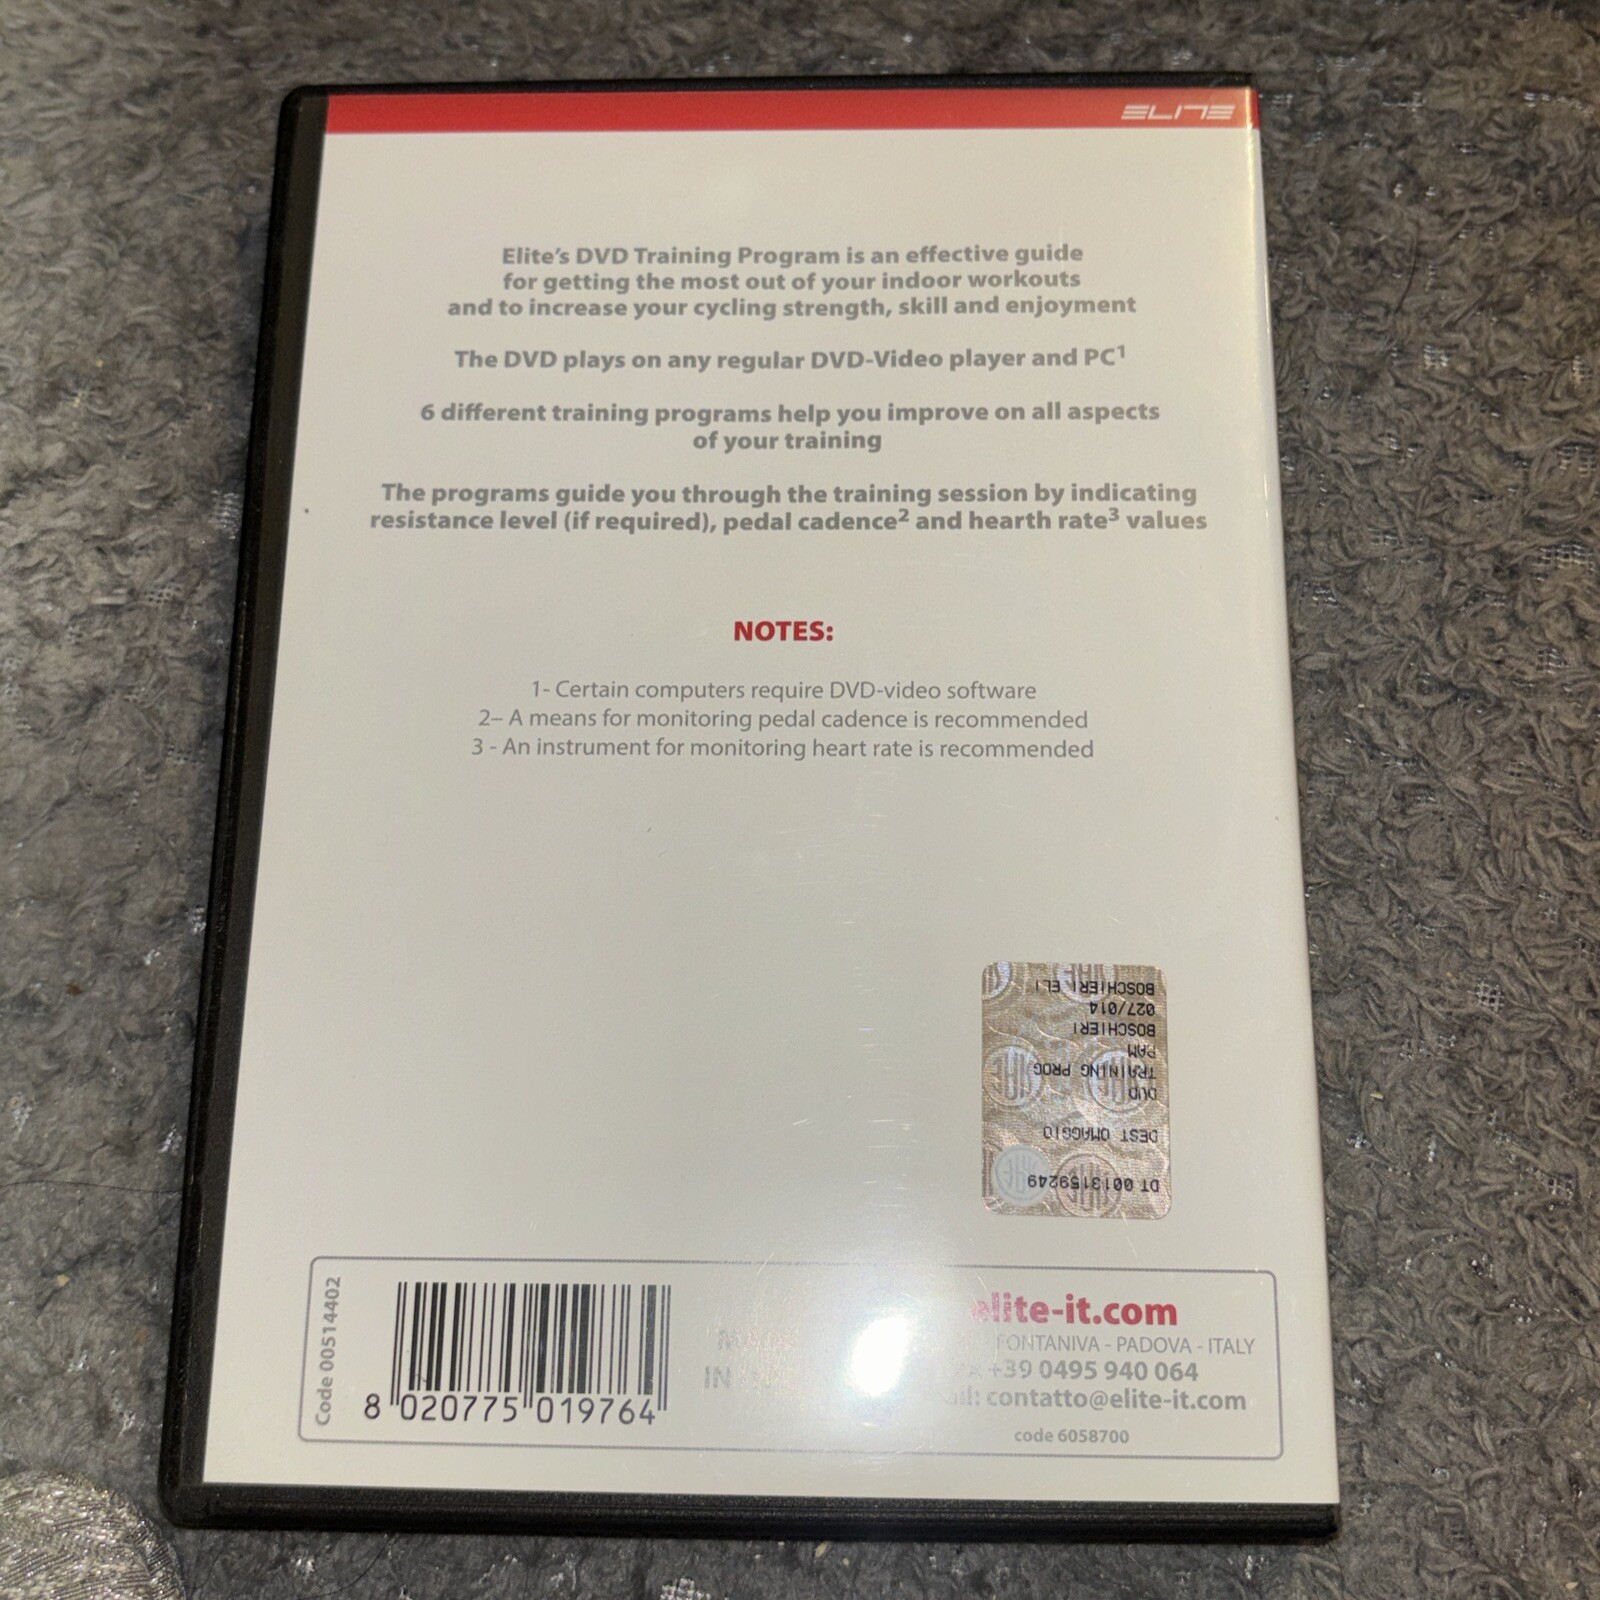 ELITE
Elite's DVD Training Program is an effective guide
for getting the most out of your indoor workouts
and to increase your cycling strength, skill and enjoyment
The DVD plays on any regular DVD-Video player and PC1
6 different training programs help you improve on all aspects
of your training
The programs guide you through the training session by indicating
resistance level (if required), pedal cadence2 and hearth rate3 values
NOTES:
1- Certain computers require DVD-video software
2– A means for monitoring pedal cadence is recommended
3 - An instrument for monitoring heart rate is recommended
DT 0013159249
DEST OMAGGIO
DVD
TRAINING PROG
PAM
BOSCHIERI
027/014
BOSCHIERI ELI
Code 00514402
8 020775 019764
IN
elite-it.com
FONTANIVA - PADOVA - ITALY
+39 0495 940 064
contatto@elite-it.com
code 6058700